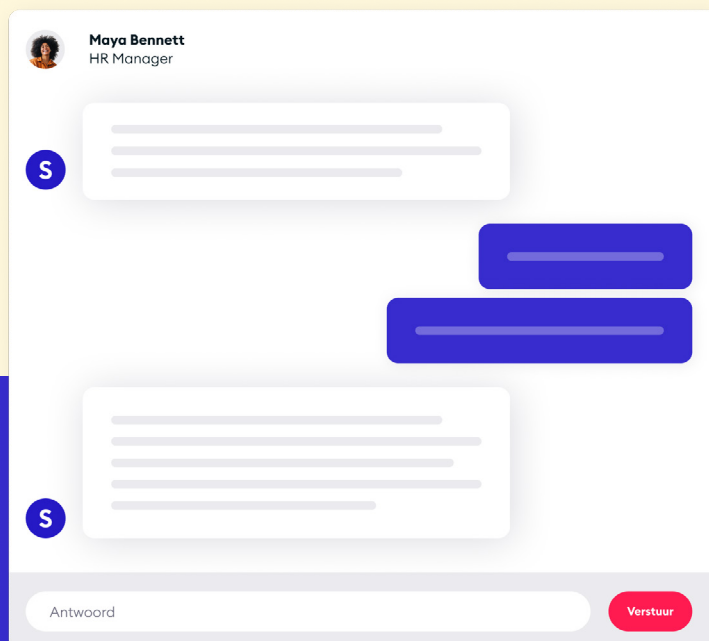 Maya Bennett
HR Manager
S
S
Antwoord
Verstuur